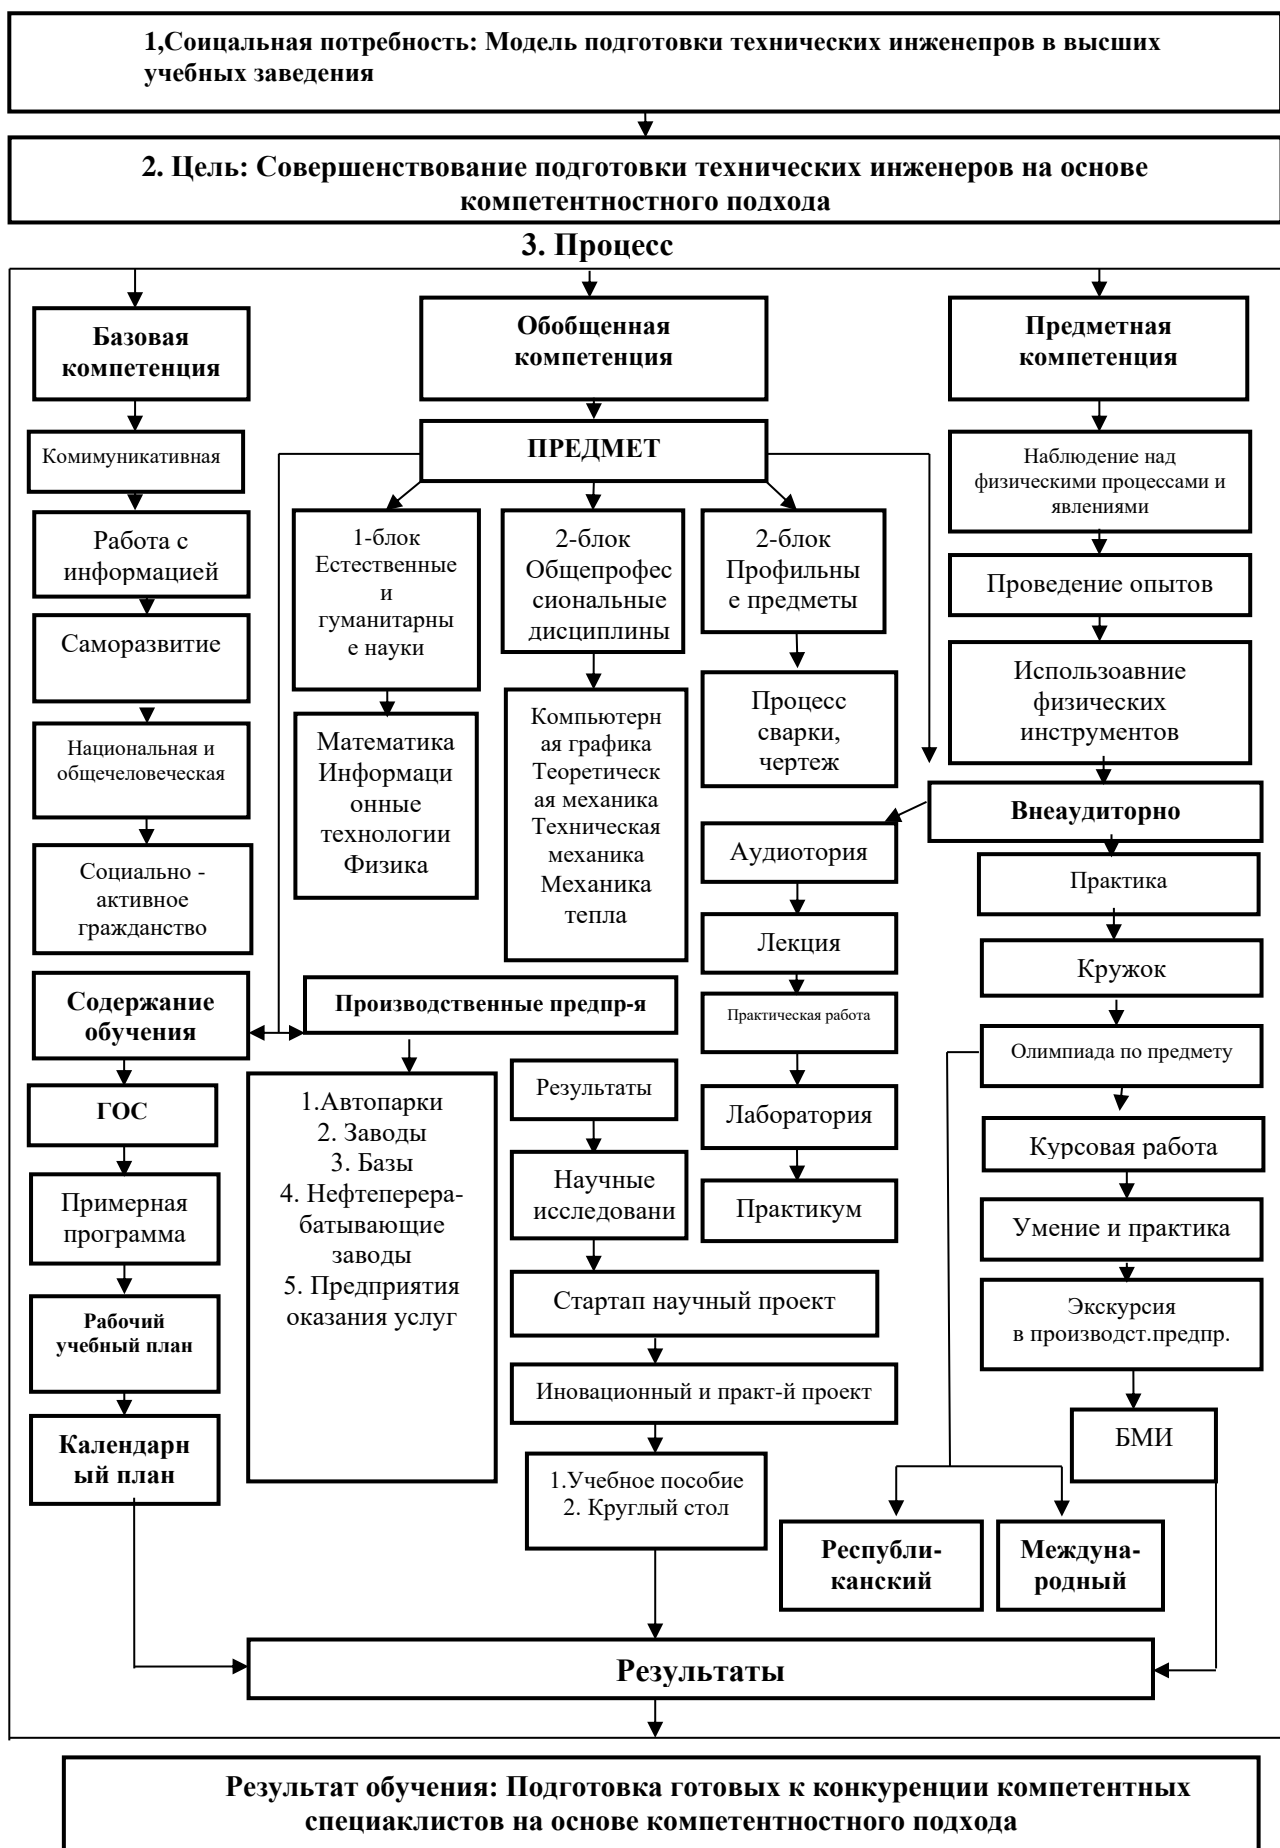 1,Соицальная потребность: Модель подготовки технических инженепров в высших
учебных заведения
2. Цель: Совершенствование подготовки технических инженеров на основе
компетентностного подхода
3. Процесс
Базовая
компетенция
Обобщенная
компетенция
Предметная
компетенция
Комимуникативная
Работа с
информацией
Саморазвитие
Национальная и
общечеловеческая
Социально -
активное
гражданство
ПРЕДМЕТ
1-блок
Естественные
и
гуманитарны
е науки
2-блок
Общепрофес
сиональные
дисциплины
2-блок
Профильны
е предметы
Математика
Информаци
онные
технологии
Физика
Компьютерн
ая графика
Теоретическ
ая механика
Техническая
механика
Механика
тепла
Процесс
сварки,
чертеж
Наблюдение над
физическими процессами и
явлениями
Проведение опытов
Использоавние
физических
инструментов
Внеаудиторно
Аудиотория
Лекция
Практическая работа
Лаборатория
Практикум
Практика
Кружок
Олимпиада по предмету
Курсовая работа
Умение и практика
Экскурсия
в производст.предпр.
БМИ
Республи-
канский
Междуна-
родный
Содержание
обучения
ГОС
Примерная
программа
Рабочий
учебный план
Календарн
ый план
Производственные предпр-я
1.Автопарки
2. Заводы
3. Базы
4. Нефтеперера-
батывающие
заводы
5. Предприятия
оказания услуг
Результаты
Научные
исследовани
Стартап научный проект
Иновационный и практ-й проект
1.Учебное пособие
2. Круглый стол
Результаты
Результат обучения: Подготовка готовых к конкуренции компетентных
специаклистов на основе компетентностного подхода